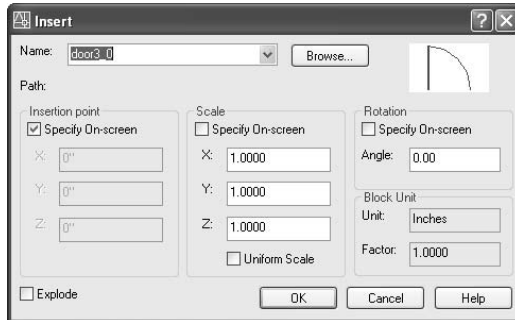 Insert
Name: door3_0 Browse...
Path:
Insertion point
Specify On-screen
X: 0"
Y: 0"
Z: 0"
Scale
Specify On-screen
X: 1.0000
Y: 1.0000
Z: 1.0000
Uniform Scale
Rotation
Specify On-screen
Angle: 0.00
Block Unit
Unit: Inches
Factor: 1.0000
Explode
OK Cancel Help